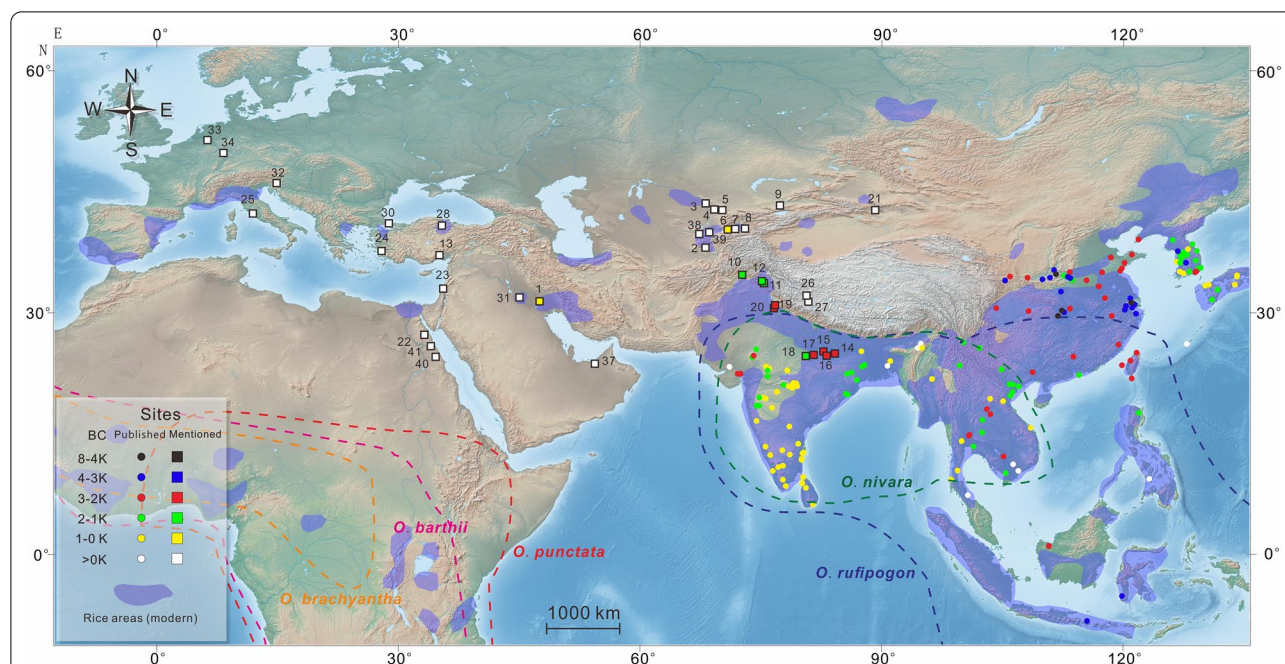 E 0° 30° 60° 90° 120°
N
60° 60°
N
W E
S
33
34
32
25
30
28
24
13
23
31
1
22
41
40
37
3
4
5
9
21
38
6
7
8
39
2
10
12
11
26
27
19
20
18
17
15
16
14
30° 30°
0° 0°
Sites
BC Published Mentioned
8-4K
4-3K
3-2K
2-1K
1-0 K
>0K
Rice areas (modern)
O. brachyantha
O. barthii
O. punctata
O. nivara
O. rufipogon
1000 km
0° 30° 60° 90° 120°